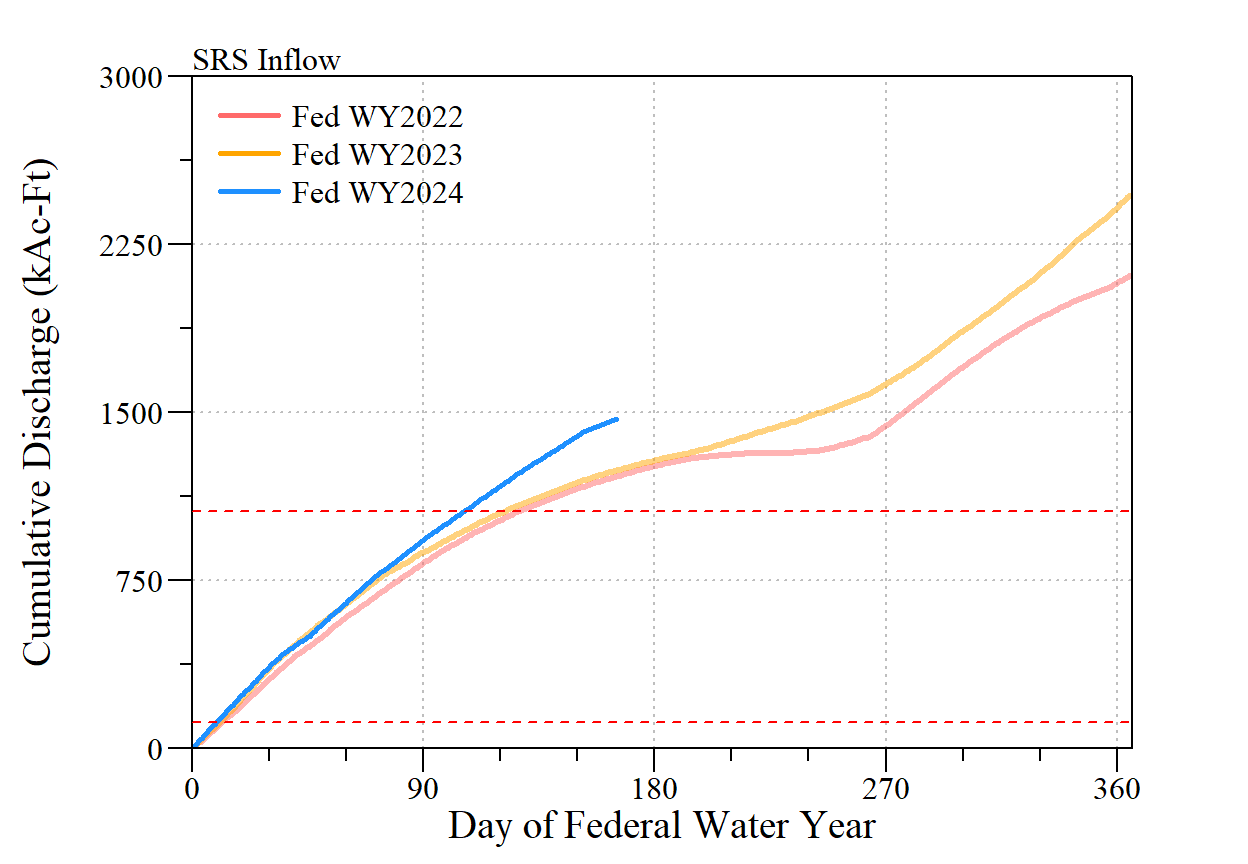 SRS Inflow
3000
2250
1500
750
0
Cumulative Discharge (kAc-Ft)
Fed WY2022
Fed WY2023
Fed WY2024
0 90 180 270 360
Day of Federal Water Year